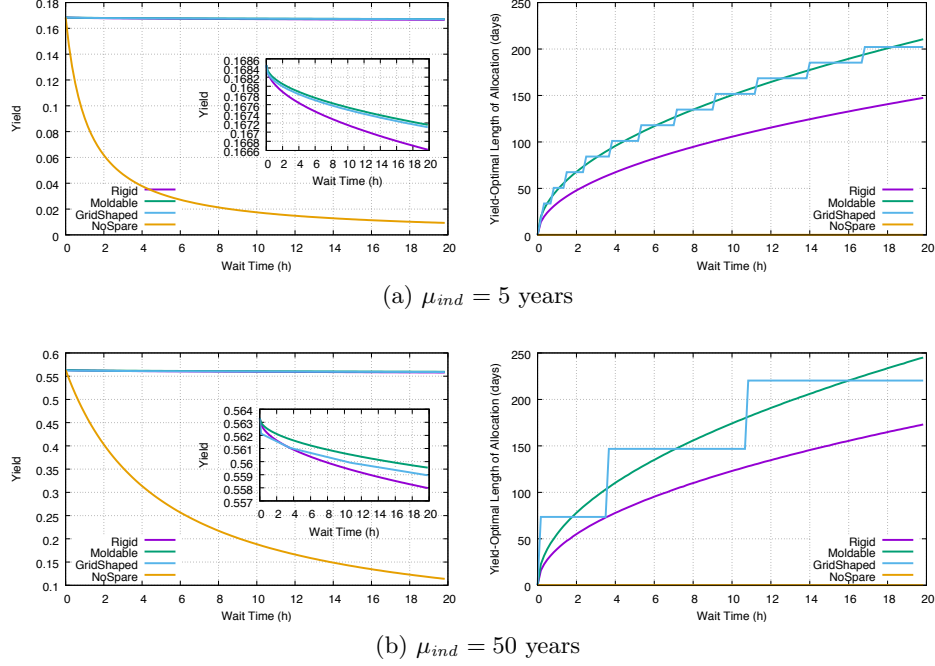 0.18
0.16
0.14
0.12
0.1
0.08
0.06
0.04
0.02
0
Yield
0 2 4 6 8 10 12 14 16 18 20
Wait Time (h)
Rigid
Moldable
GridShaped
NoSpare
0.1686
0.1684
0.1682
0.168
0.1678
0.1676
0.1674
0.1672
0.167
0.1668
0.1666
Yield
0 2 4 6 8 10 12 14 16 18 20
Wait Time (h)
250
200
150
100
50
0
Yield-Optimal Length of Allocation (days)
0 2 4 6 8 10 12 14 16 18 20
Wait Time (h)
Rigid
Moldable
GridShaped
NoSpare
(a) μind = 5 years
0.6
0.55
0.5
0.45
0.4
0.35
0.3
0.25
0.2
0.15
0.1
Yield
0 2 4 6 8 10 12 14 16 18 20
Wait Time (h)
Rigid
Moldable
GridShaped
NoSpare
0.564
0.563
0.562
0.561
0.56
0.559
0.558
0.557
Yield
0 2 4 6 8 10 12 14 16 18 20
Wait Time (h)
250
200
150
100
50
0
Yield-Optimal Length of Allocation (days)
0 2 4 6 8 10 12 14 16 18 20
Wait Time (h)
Rigid
Moldable
GridShaped
NoSpare
(b) μind = 50 years